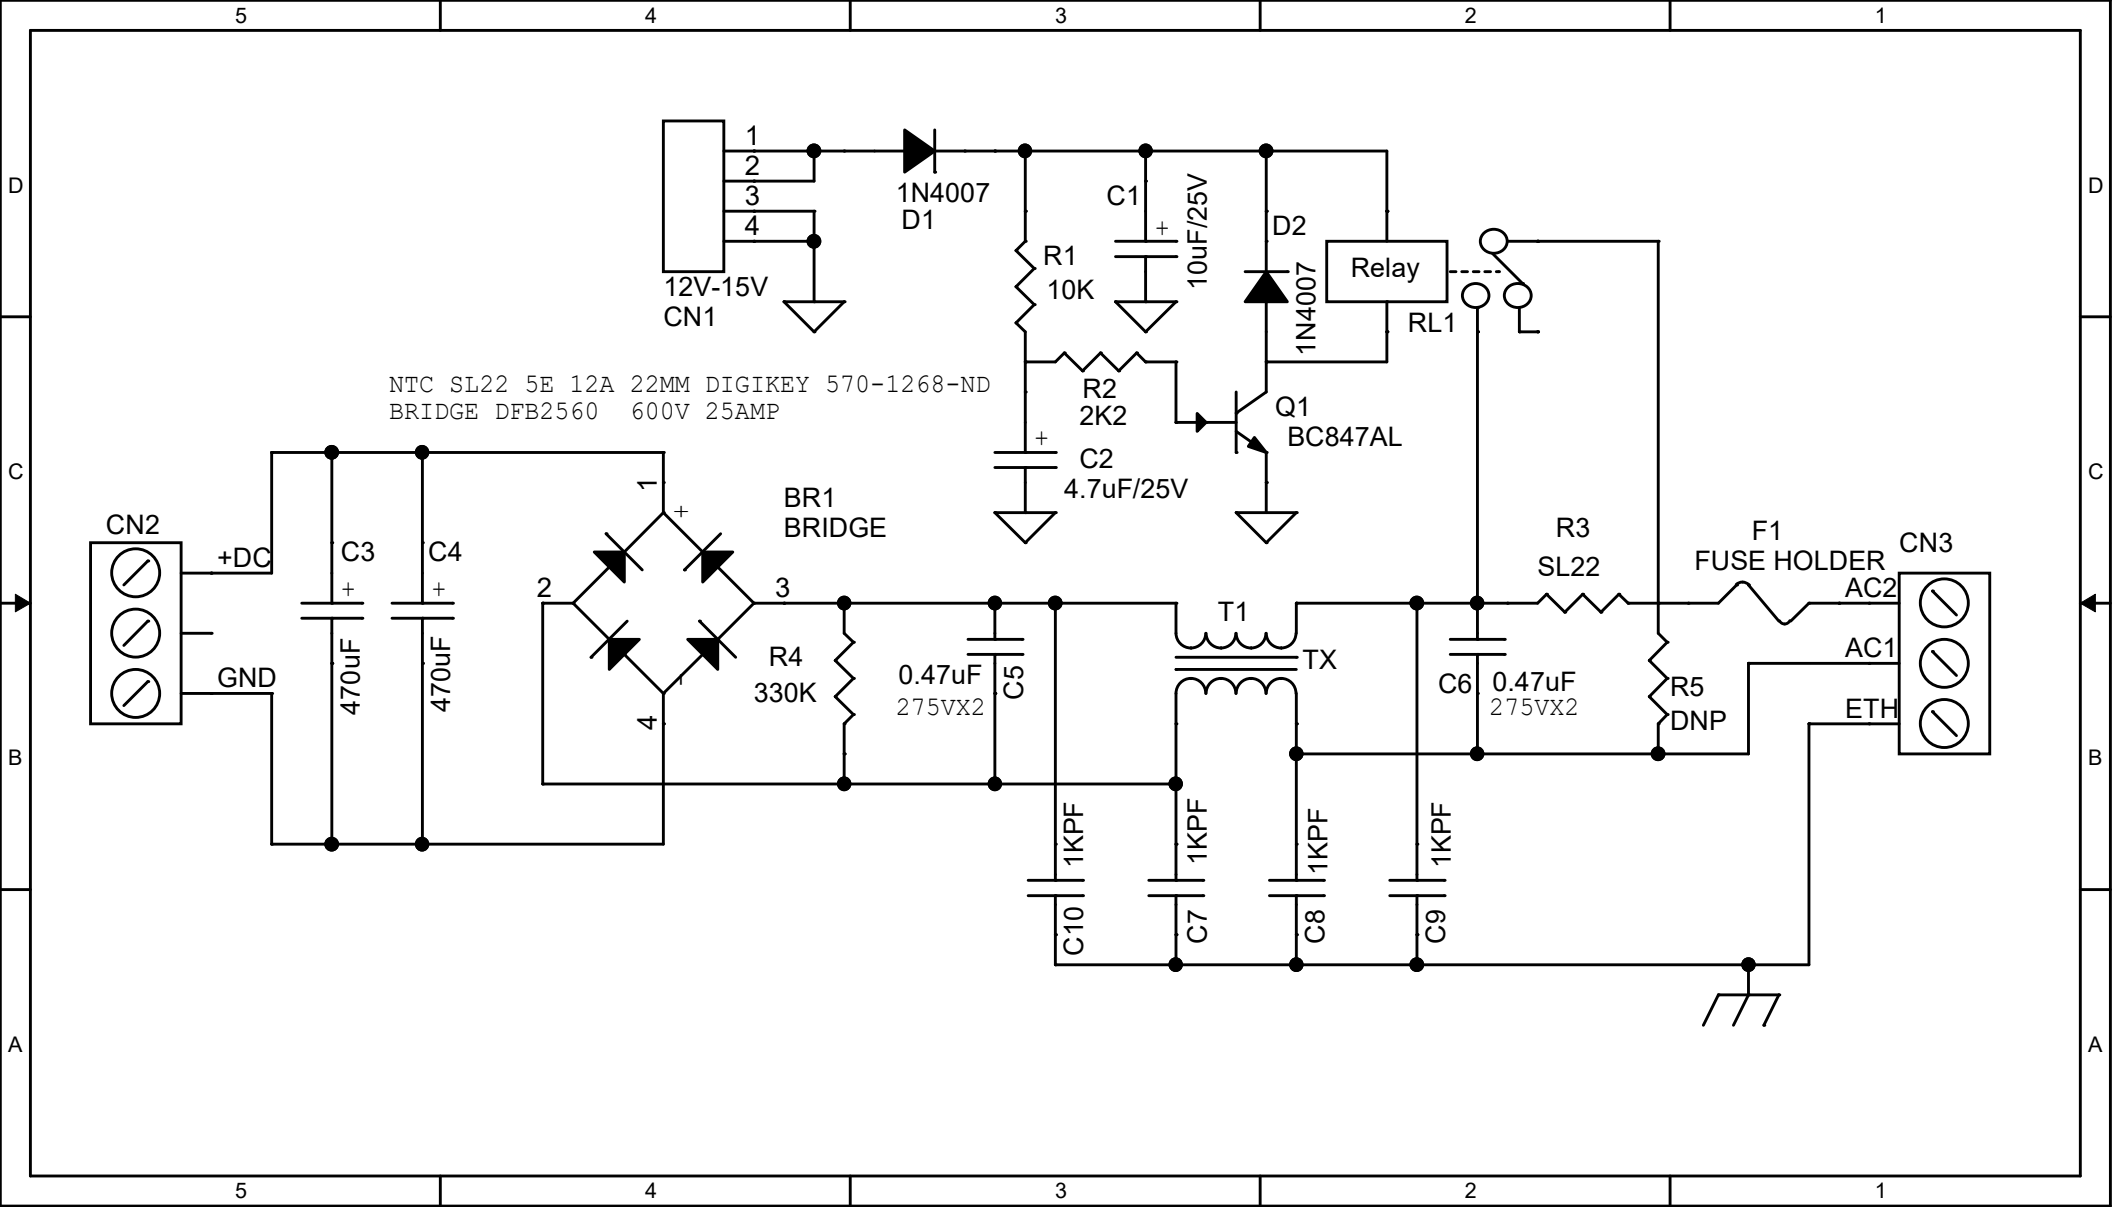 5 4 3 2 1
D D
C C
B B
A A
1
2
3
4
12V-15V
CN1
1N4007
D1
R1
10K
C1
+
10uF/25V
D2
1N4007
Relay
RL1
R2
2K2
Q1
BC847AL
+
C2
4.7uF/25V
NTC SL22 5E 12A 22MM DIGIKEY 570-1268-ND
BRIDGE DFB2560 600V 25AMP
CN2
+DC
GND
C3
+
470uF
C4
+
470uF
1
+
2
3
4
-
BR1
BRIDGE
R4
330K
0.47uF
275VX2
C5
T1
TX
C6
0.47uF
275VX2
R3
SL22
R5
DNP
F1
FUSE HOLDER
CN3
AC2
AC1
ETH
1KPF
C10
1KPF
C7
1KPF
C8
1KPF
C9
5 4 3 2 1